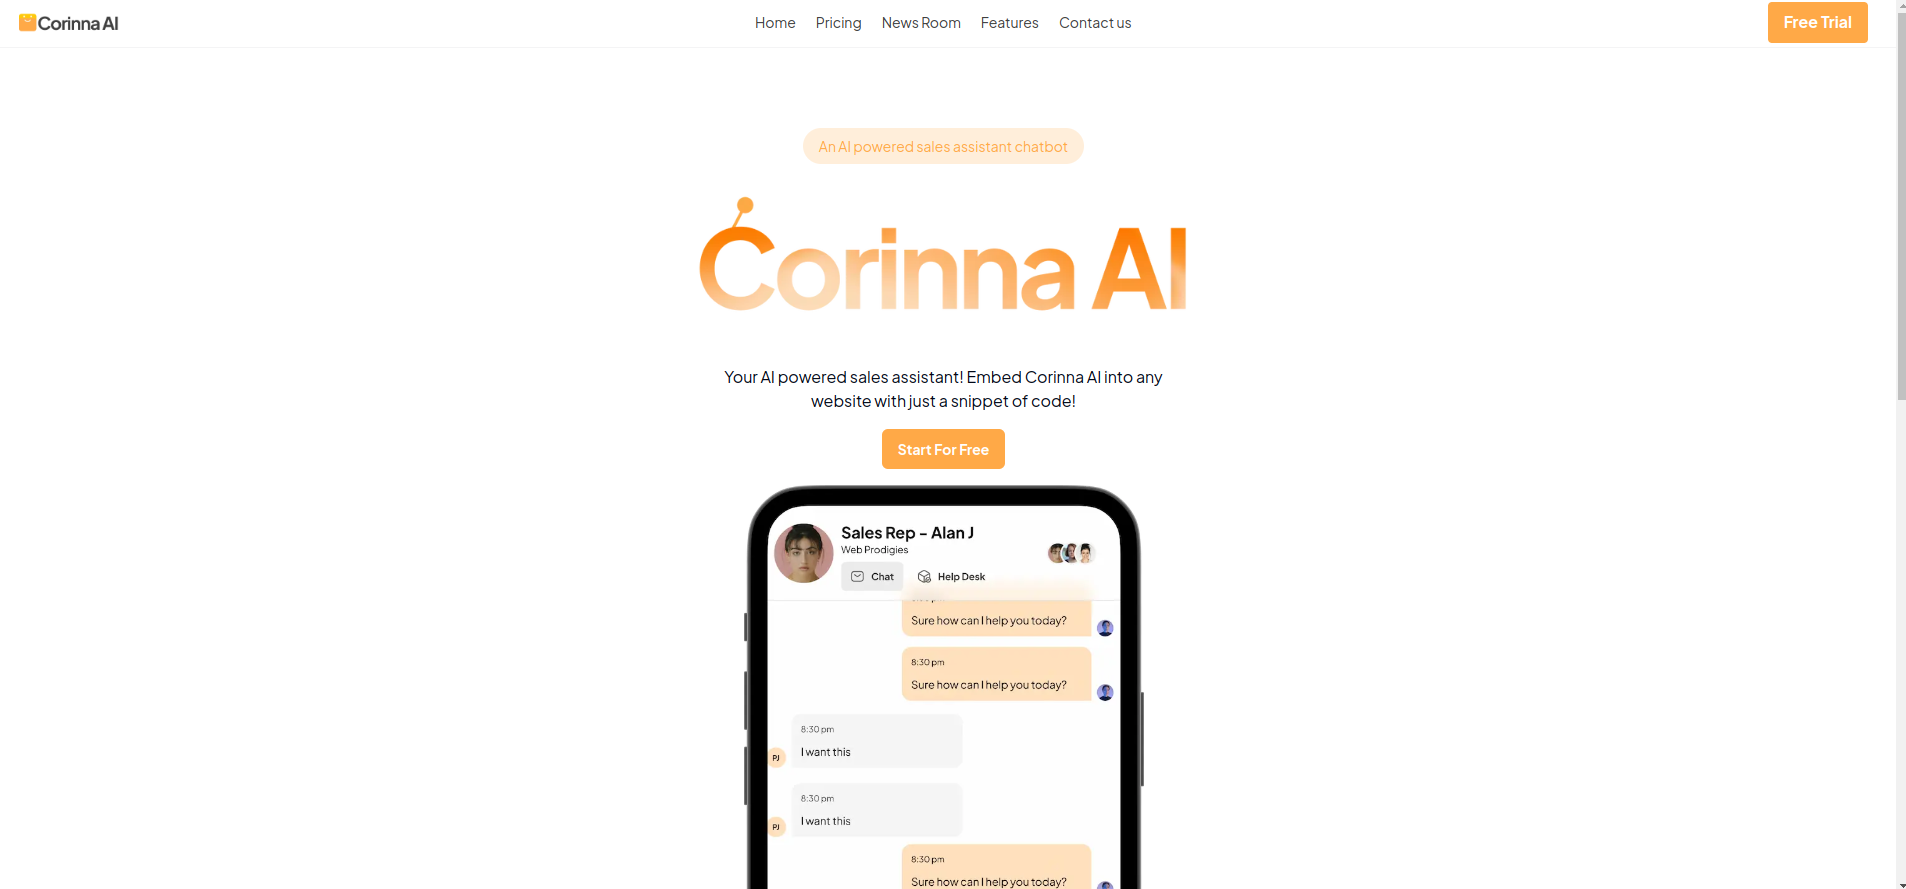 Corinna AI
Home
Pricing
News Room
Features
Contact us
Free Trial
An AI powered sales assistant chatbot
Corinna AI
Your AI powered sales assistant! Embed Corinna AI into any
website with just a snippet of code!
Start For Free
Sales Rep - Alan J
Web Prodigies
Chat
Help Desk
Sure how can I help you today?
8:30 pm
Sure how can I help you today?
8:30 pm
I want this
PJ
8:30 pm
I want this
PJ
8:30 pm
Sure how can I help you today?